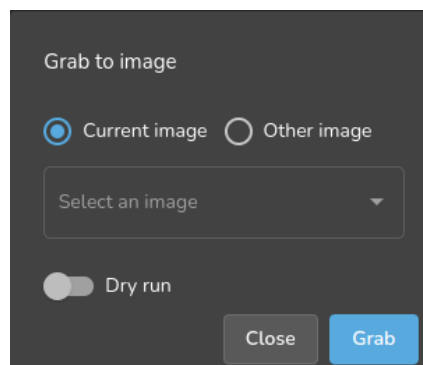 Grab to image
Current image Other image
Select an image
Dry run
Close Grab